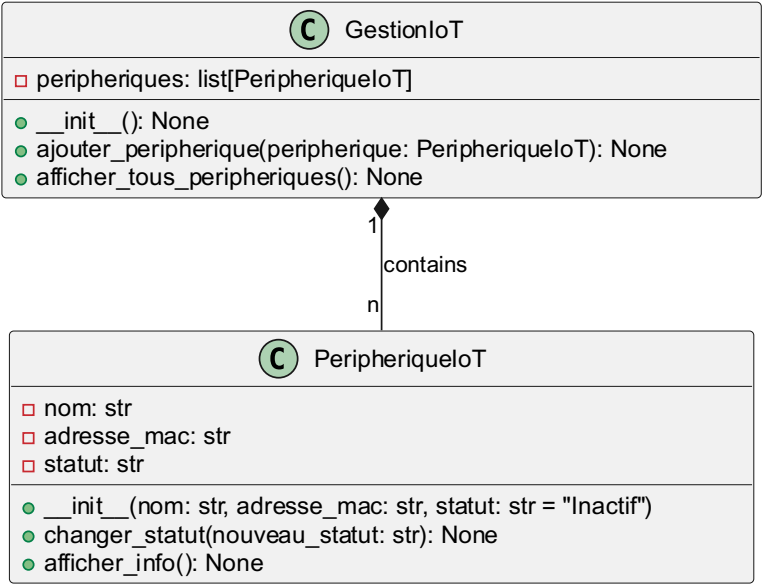 C GestionIoT
peripheriques: list[PeripheriqueIoT]
__init__(): None
ajouter_peripherique(peripherique: PeripheriqueIoT): None
afficher_tous_peripheriques(): None
1
contains
n
C PeripheriqueIoT
nom: str
adresse_mac: str
statut: str
__init__(nom: str, adresse_mac: str, statut: str = "Inactif")
changer_statut(nouveau_statut: str): None
afficher_info(): None